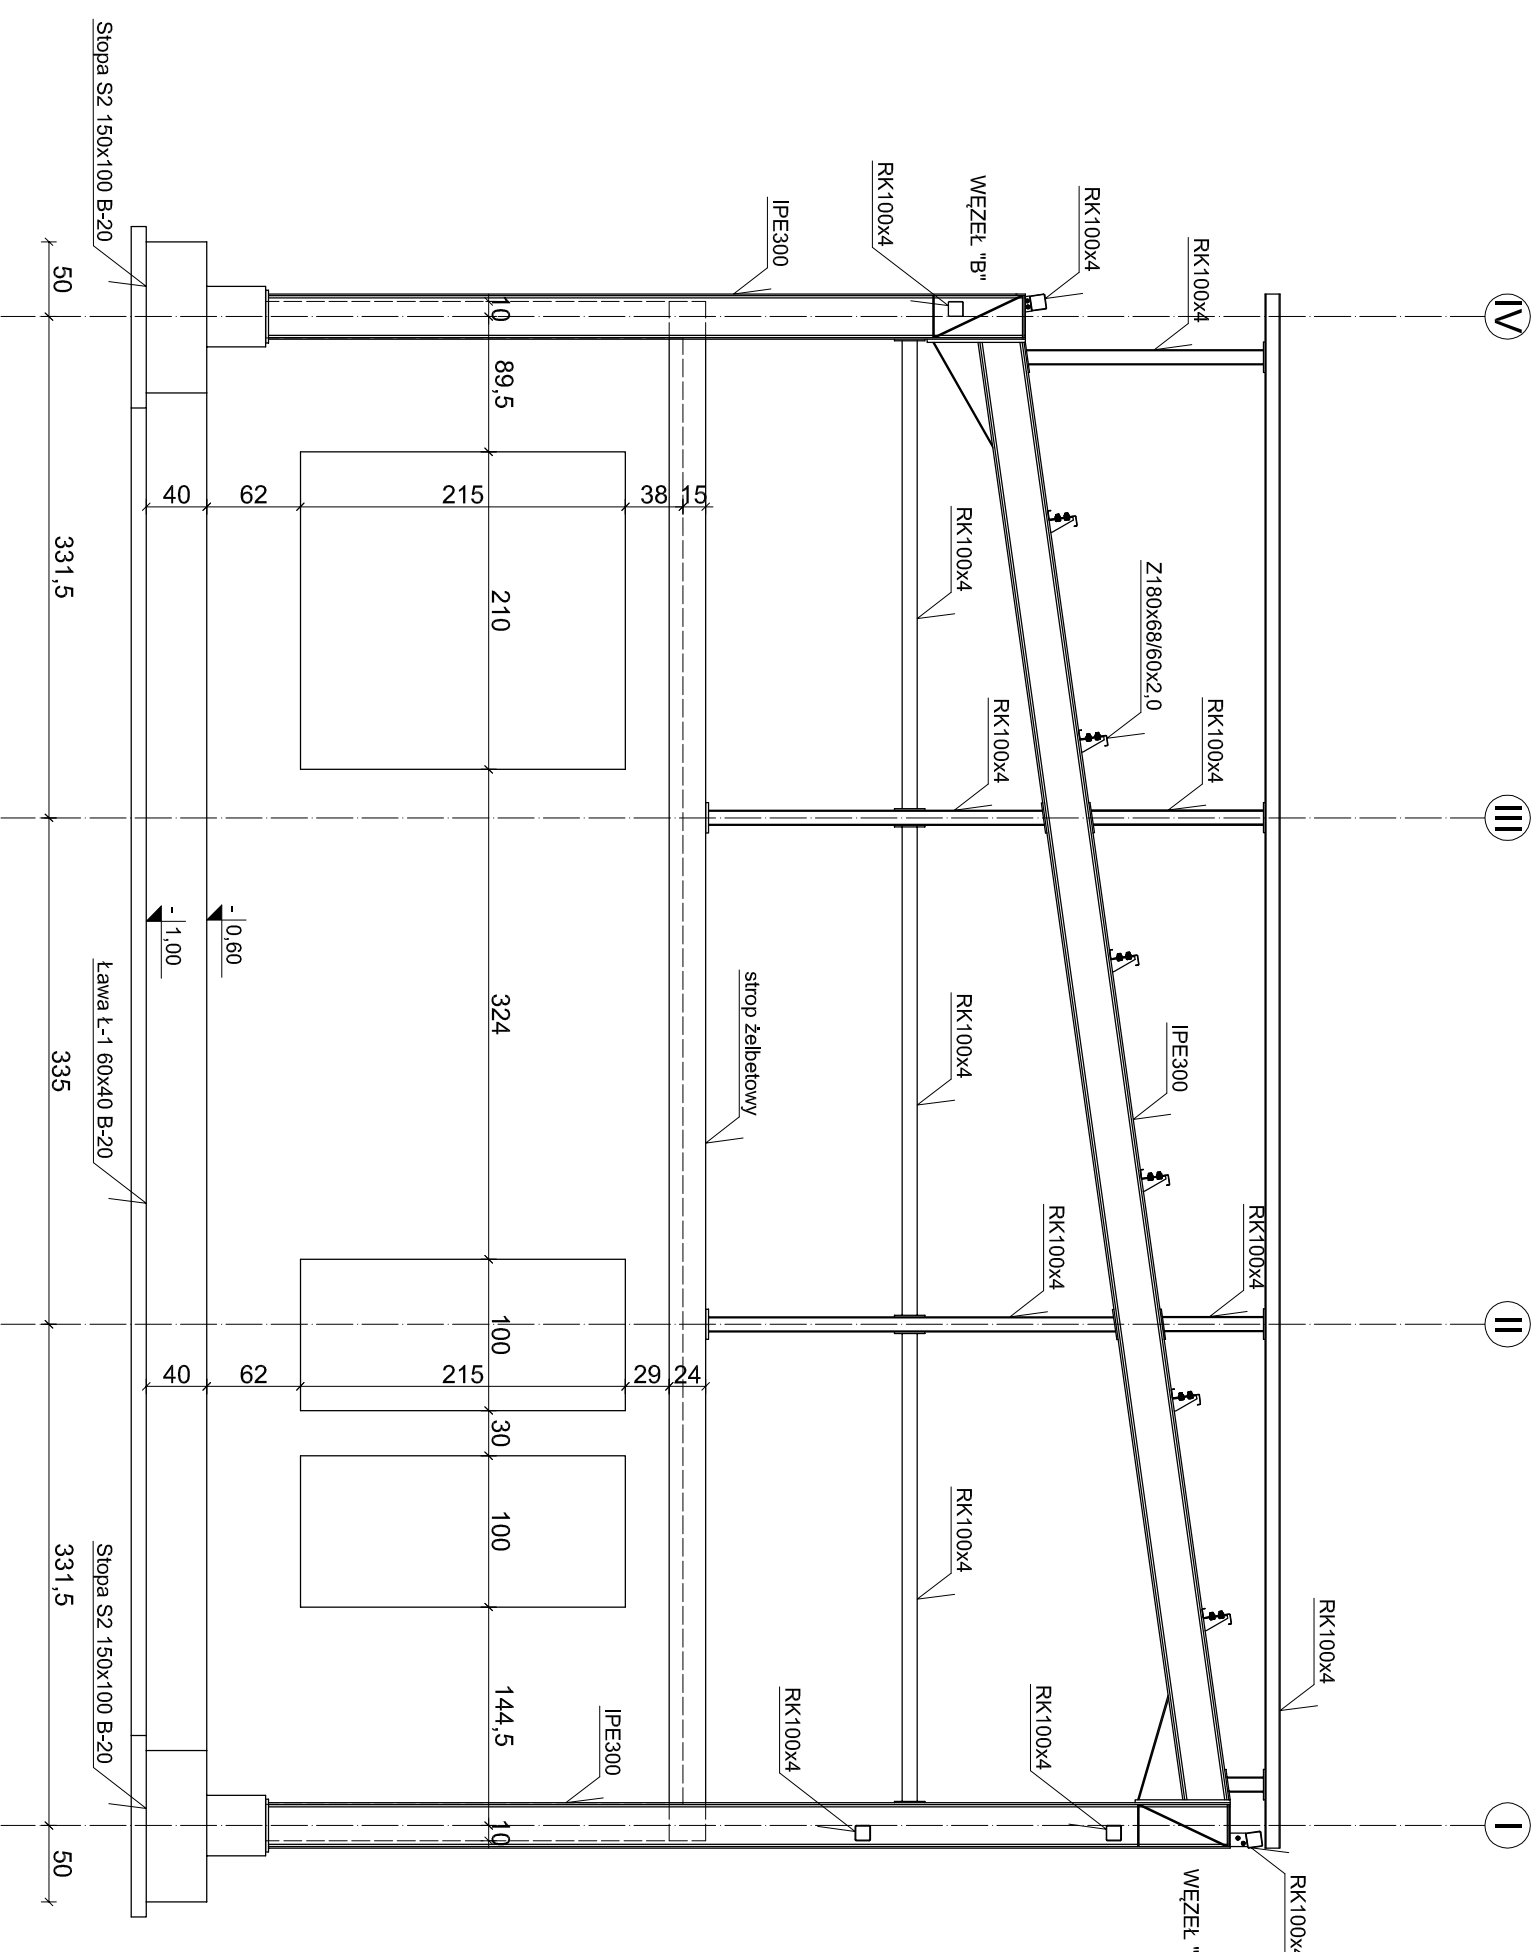 IV
III
II
I
RK100x4
RK100x4
RK100x4
RK100x4
RK100x4
Z180x68/60x2,0
IPE300
RK100x4
WĘZEŁ "B"
RK100x4
RK100x4
RK100x4
RK100x4
RK100x4
RK100x4
RK100x4
RK100x4
RK100x4
WĘZEŁ "
IPE300
strop żelbetowy
IPE300
10
89,5
210
324
100
30
100
144,5
10
40
62
215
38
15
40
62
215
29
24
-0,60
-1,00
Stopa S2 150x100 B-20
Ława Ł-1 60x40 B-20
Stopa S2 150x100 B-20
50
331,5
335
331,5
50